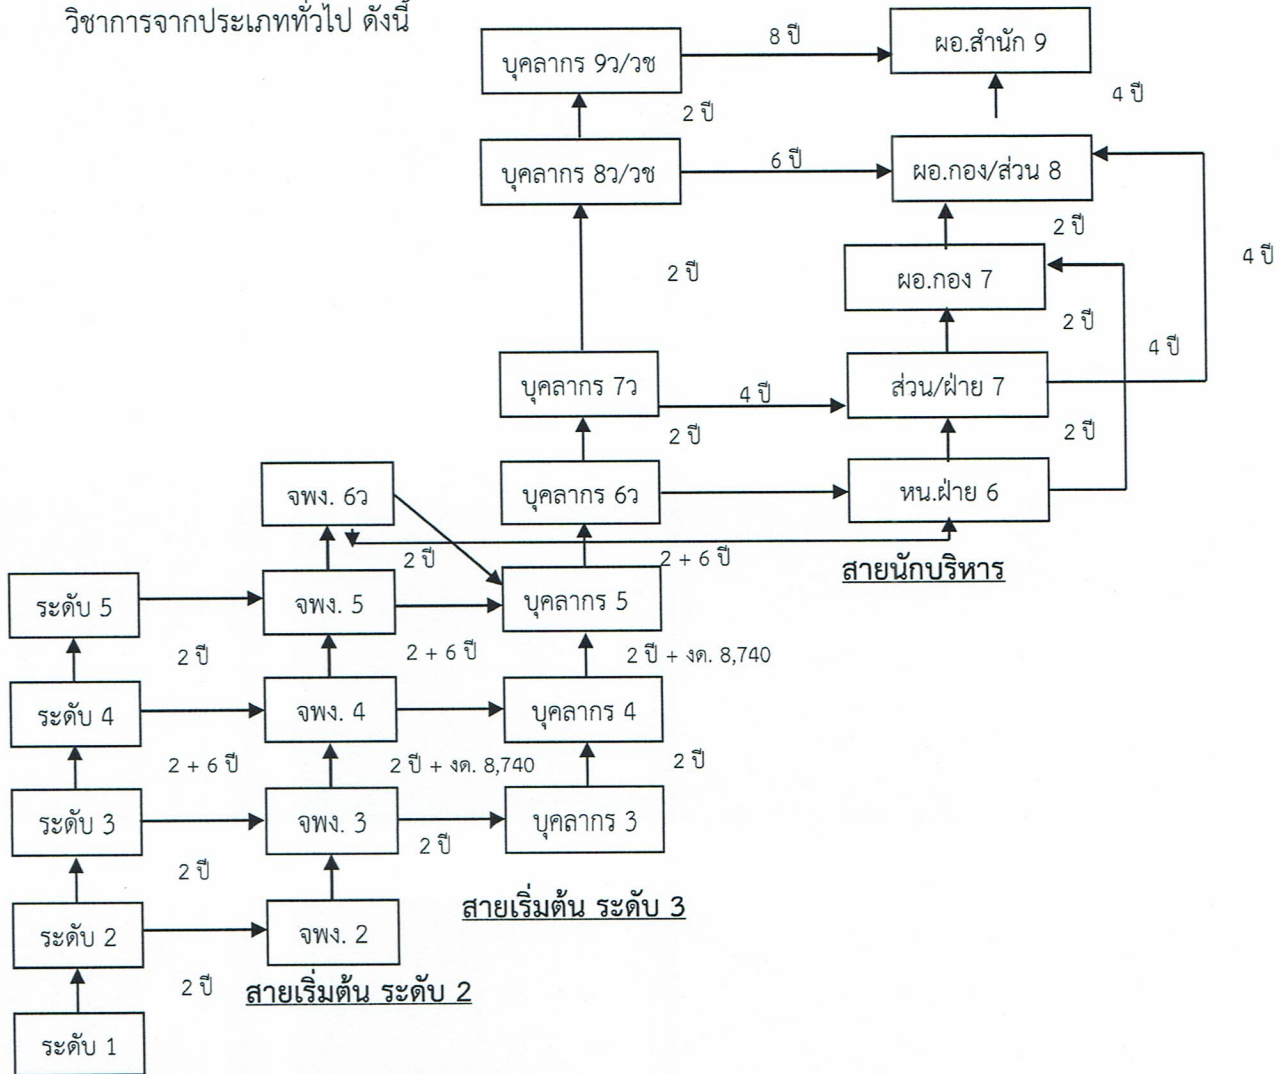 วิชาการจากประเภททั่วไป ดังนี้
บุคลากร 9ว/วช
8 ปี
ผอ.สำนัก 9
2 ปี
4 ปี
บุคลากร 8ว/วช
6 ปี
ผอ.กอง/ส่วน 8
2 ปี
2 ปี
4 ปี
ผอ.กอง 7
2 ปี
4 ปี
บุคลากร 7ว
4 ปี
ส่วน/ฝ่าย 7
2 ปี
2 ปี
จพง. 6ว
บุคลากร 6ว
หน.ฝ่าย 6
2 ปี
2 + 6 ปี
สายนักบริหาร
ระดับ 5
จพง. 5
บุคลากร 5
2 ปี
2 + 6 ปี
2 ปี + งด. 8,740
ระดับ 4
จพง. 4
บุคลากร 4
2 + 6 ปี
2 ปี + งด. 8,740
2 ปี
ระดับ 3
จพง. 3
บุคลากร 3
2 ปี
2 ปี
สายเริ่มต้น ระดับ 3
ระดับ 2
จพง. 2
2 ปี
สายเริ่มต้น ระดับ 2
ระดับ 1